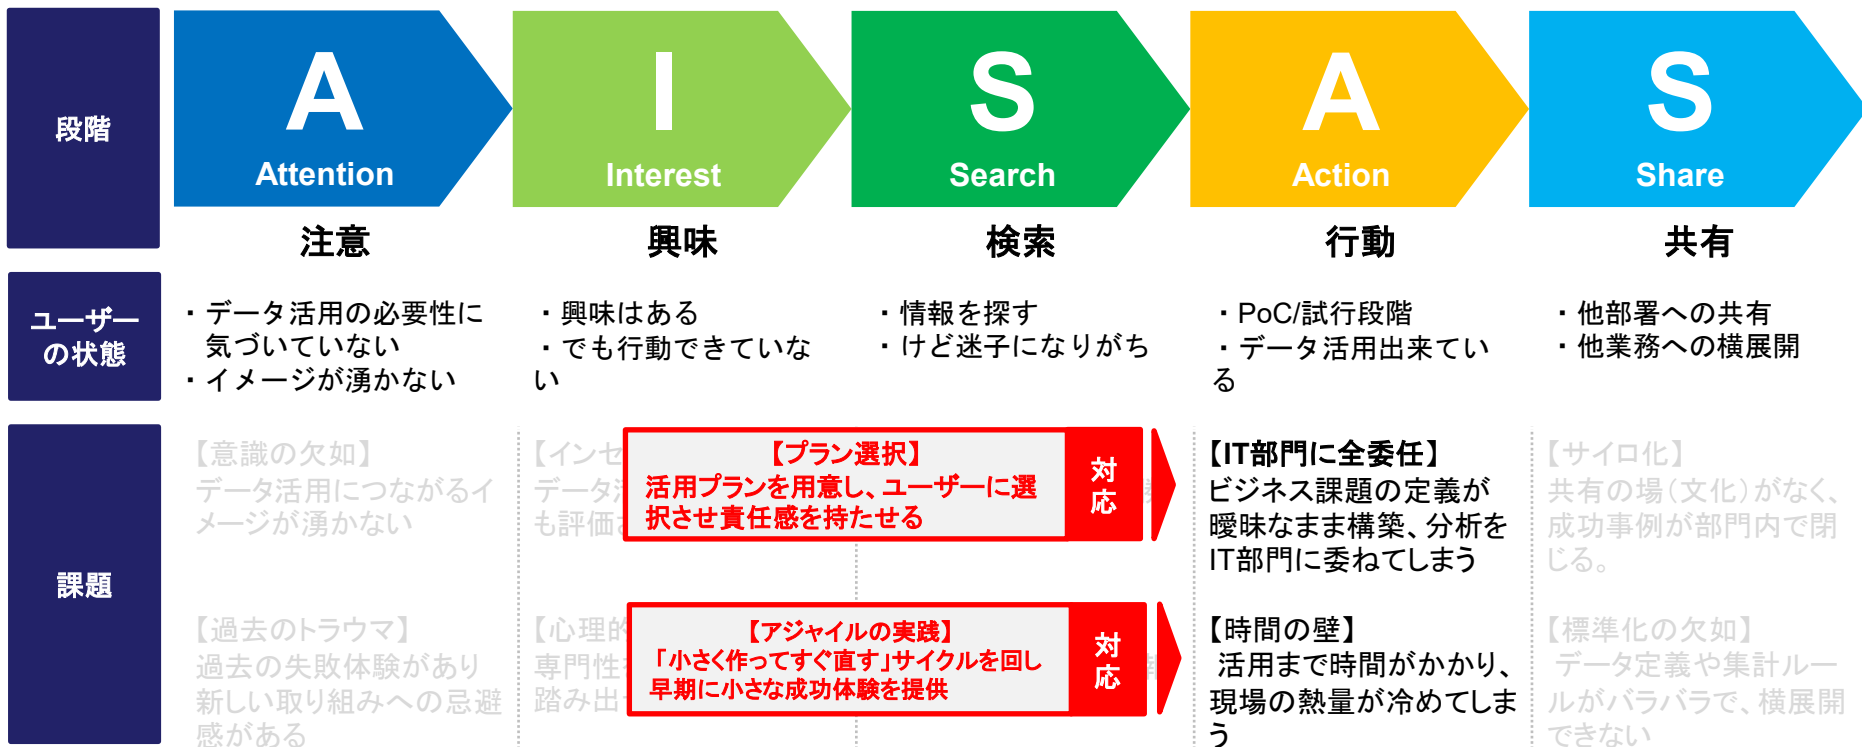 段階
A
Attention
注意
I
Interest
興味
S
Search
検索
A
Action
行動
S
Share
共有
ユーザー
の状態
・データ活用の必要性に
気づいていない
・イメージが湧かない
・興味はある
・でも行動できていな
い
・情報を探す
・けど迷子になりがち
・PoC/試行段階
・データ活用出来てい
る
・他部署への共有
・他業務への横展開
課題
【意識の欠如】
データ活用につながるイ
メージが湧かない
【インセ
データ
も評価
【プラン選択】
活用プランを用意し、ユーザーに選
択させ責任感を持たせる
対
応
【IT部門に全委任】
ビジネス課題の定義が
曖昧なまま構築、分析を
IT部門に委ねてしまう
【サイロ化】
共有の場（文化）がなく、
成功事例が部門内で閉
じる。
【過去のトラウマ】
過去の失敗体験があり
新しい取り組みへの忌避
感がある
【心理的
専門性
踏み出
【アジャイルの実践】
「小さく作ってすぐ直す」サイクルを回し
早期に小さな成功体験を提供
対
応
【時間の壁】
活用まで時間がかかり、
現場の熱量が冷めてしま
う
【標準化の欠如】
データ定義や集計ルー
ルがバラバラで、横展開
できない